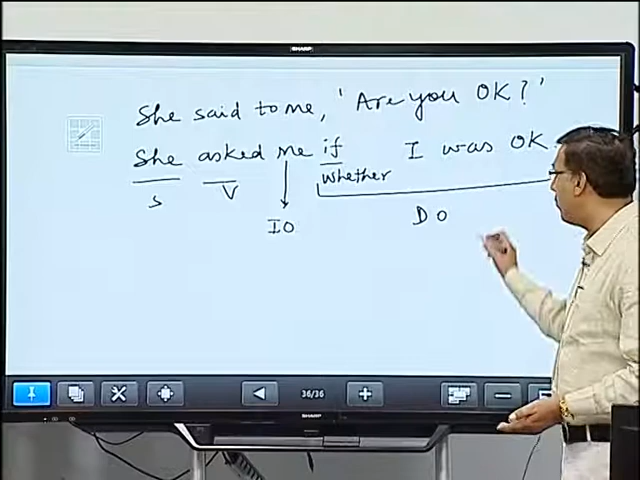 SHARP
She said to me, 'Are you OK?'
She asked me if I was OK
whether
S V
IO DO
36/36
SHARP